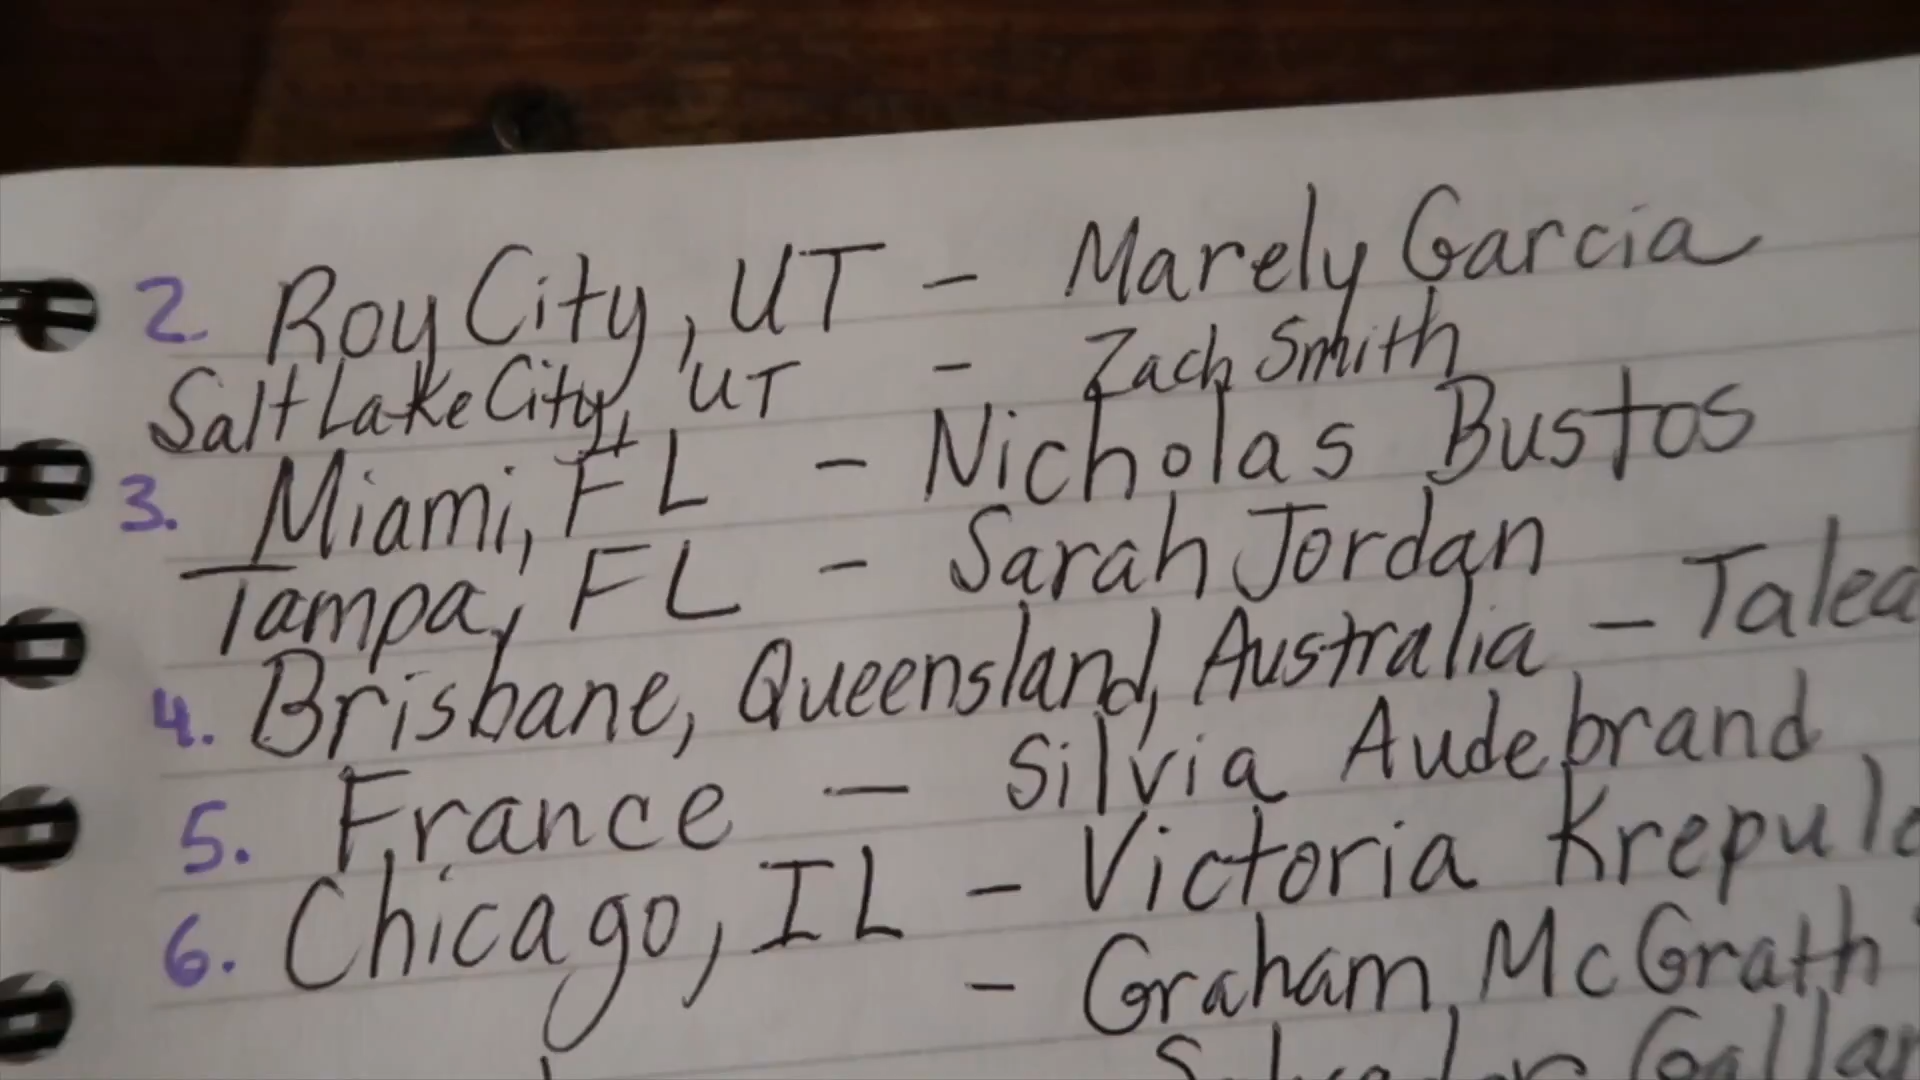 2. Roy City, UT - Marely Garcia
Salt Lake City, UT - Zach Smith
3. Miami, FL - Nicholas Bustos
Tampa, FL - Sarah Jordan
4. Brisbane, Queensland, Australia - Talea
5. France - Silvia Audebrand
6. Chicago, IL - Victoria Krepul
- Graham McGrath